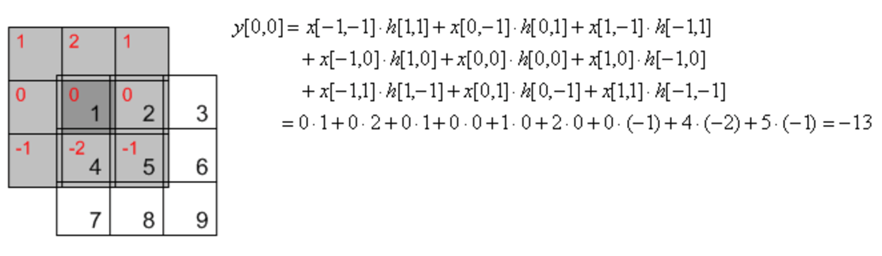 1 2 1
0 0 0
1 2 3
-1 -2 -1
4 5 6
7 8 9
y[0,0] = x[−1,−1]· h[1,1] + x[0,−1]· h[0,1] + x[1,−1]· h[−1,1]
+ x[−1,0]· h[1,0] + x[0,0]· h[0,0] + x[1,0]· h[−1,0]
+ x[−1,1]· h[1,−1] + x[0,1]· h[0,−1] + x[1,1]· h[−1,−1]
= 0·1 + 0·2 + 0·1 + 0·0 + 1·0 + 2·0 + 0·(−1) + 4·(−2) + 5·(−1) = −13